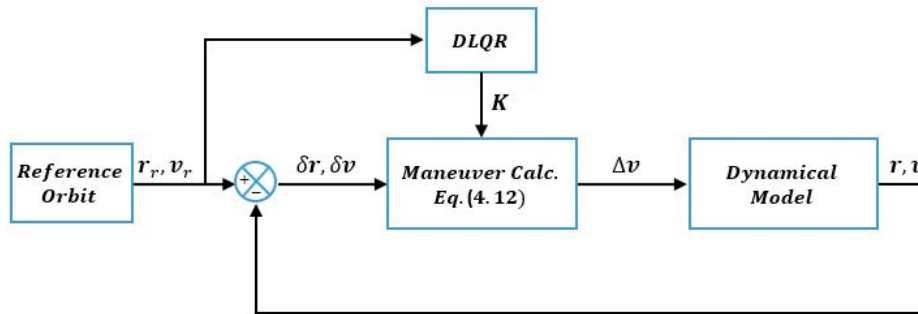 DLQR
K
Reference
Orbit
r_r, v_r
+
−
δr, δv
Maneuver Calc.
Eq. (4. 12)
Δv
Dynamical
Model
r,